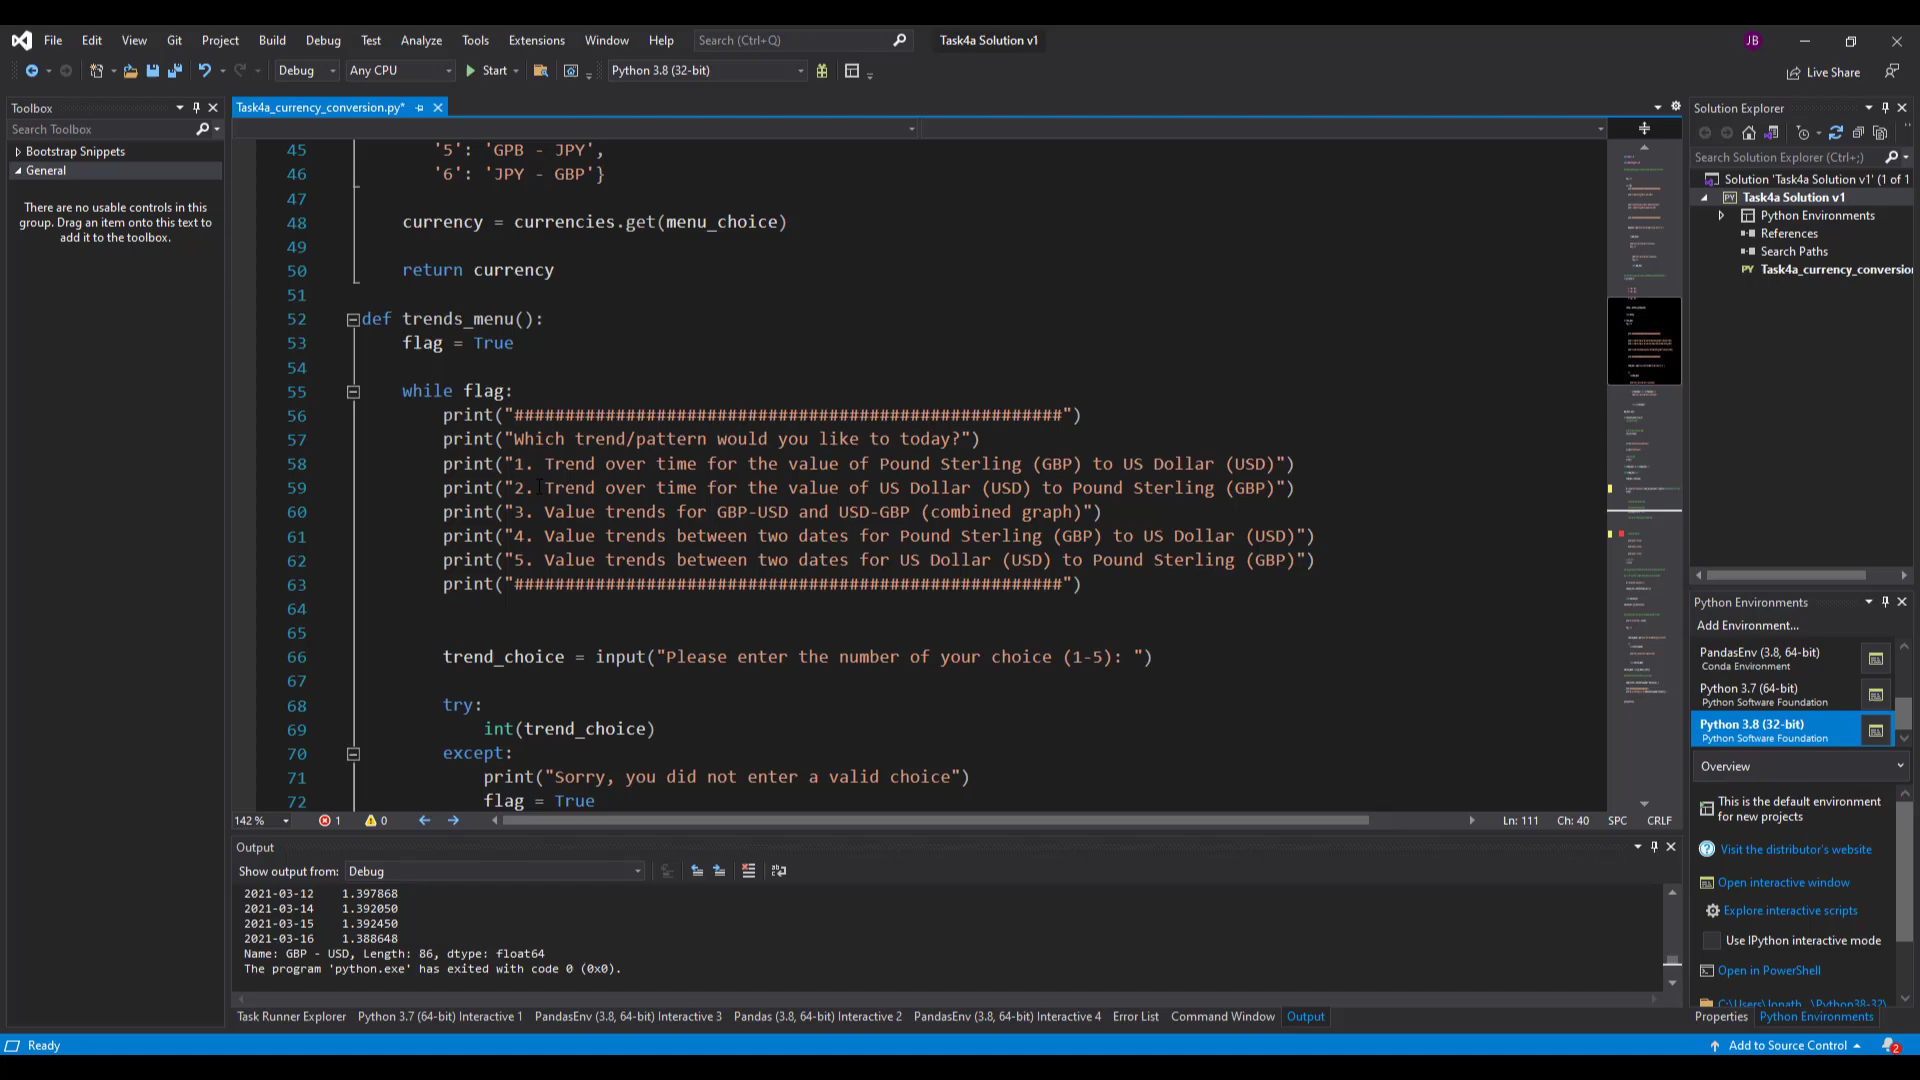 File Edit View Git Project Build Debug Test Analyze Tools Extensions Window Help Search (Ctrl+Q) Task4a Solution v1 JB
Debug Any CPU Start Python 3.8 (32-bit) Live Share
Toolbox
Search Toolbox
Bootstrap Snippets
General
There are no usable controls in this
group. Drag an item onto this text to
add it to the toolbox.
Task4a_currency_conversion.py*
45 '5': 'GPB - JPY',
46 '6': 'JPY - GBP'}
47
48 currency = currencies.get(menu_choice)
49
50 return currency
51
52 def trends_menu():
53 flag = True
54
55 while flag:
56 print("######################################################")
57 print("Which trend/pattern would you like to today?")
58 print("1. Trend over time for the value of Pound Sterling (GBP) to US Dollar (USD)")
59 print("2. Trend over time for the value of US Dollar (USD) to Pound Sterling (GBP)")
60 print("3. Value trends for GBP-USD and USD-GBP (combined graph)")
61 print("4. Value trends between two dates for Pound Sterling (GBP) to US Dollar (USD)")
62 print("5. Value trends between two dates for US Dollar (USD) to Pound Sterling (GBP)")
63 print("######################################################")
64
65
66 trend_choice = input("Please enter the number of your choice (1-5): ")
67
68 try:
69 int(trend_choice)
70 except:
71 print("Sorry, you did not enter a valid choice")
72 flag = True
142 % 1 0 Ln: 111 Ch: 40 SPC CRLF
Output
Show output from: Debug
2021-03-12 1.397868
2021-03-14 1.392050
2021-03-15 1.392450
2021-03-16 1.388648
Name: GBP - USD, Length: 86, dtype: float64
The program 'python.exe' has exited with code 0 (0x0).
Task Runner Explorer Python 3.7 (64-bit) Interactive 1 PandasEnv (3.8, 64-bit) Interactive 3 Pandas (3.8, 64-bit) Interactive 2 PandasEnv (3.8, 64-bit) Interactive 4 Error List Command Window Output
Solution Explorer
Search Solution Explorer (Ctrl+;)
Solution 'Task4a Solution v1' (1 of 1
Task4a Solution v1
Python Environments
References
Search Paths
Task4a_currency_conversio
Python Environments
Add Environment...
PandasEnv (3.8, 64-bit)
Conda Environment
Python 3.7 (64-bit)
Python Software Foundation
Python 3.8 (32-bit)
Python Software Foundation
Overview
This is the default environment
for new projects
Visit the distributor's website
Open interactive window
Explore interactive scripts
Use IPython interactive mode
Open in PowerShell
C:\Users\Jonath...\Python38-32\
Properties Python Environments
Ready Add to Source Control 2